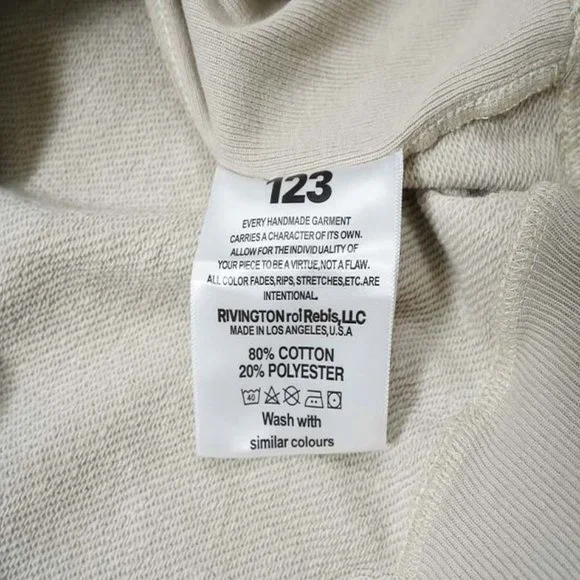 123
EVERY HANDMADE GARMENT
CARRIES A CHARACTER OF ITS OWN.
ALLOW FOR THE INDIVIDUALITY OF
YOUR PIECE TO BE A VIRTUE, NOT A FLAW.
ALL COLOR FADES, RIPS, STRETCHES, ETC. ARE
INTENTIONAL.
RIVINGTON roi Rebis, LLC
MADE IN LOS ANGELES, U.S.A
80% COTTON
20% POLYESTER
40
Wash with
similar colours